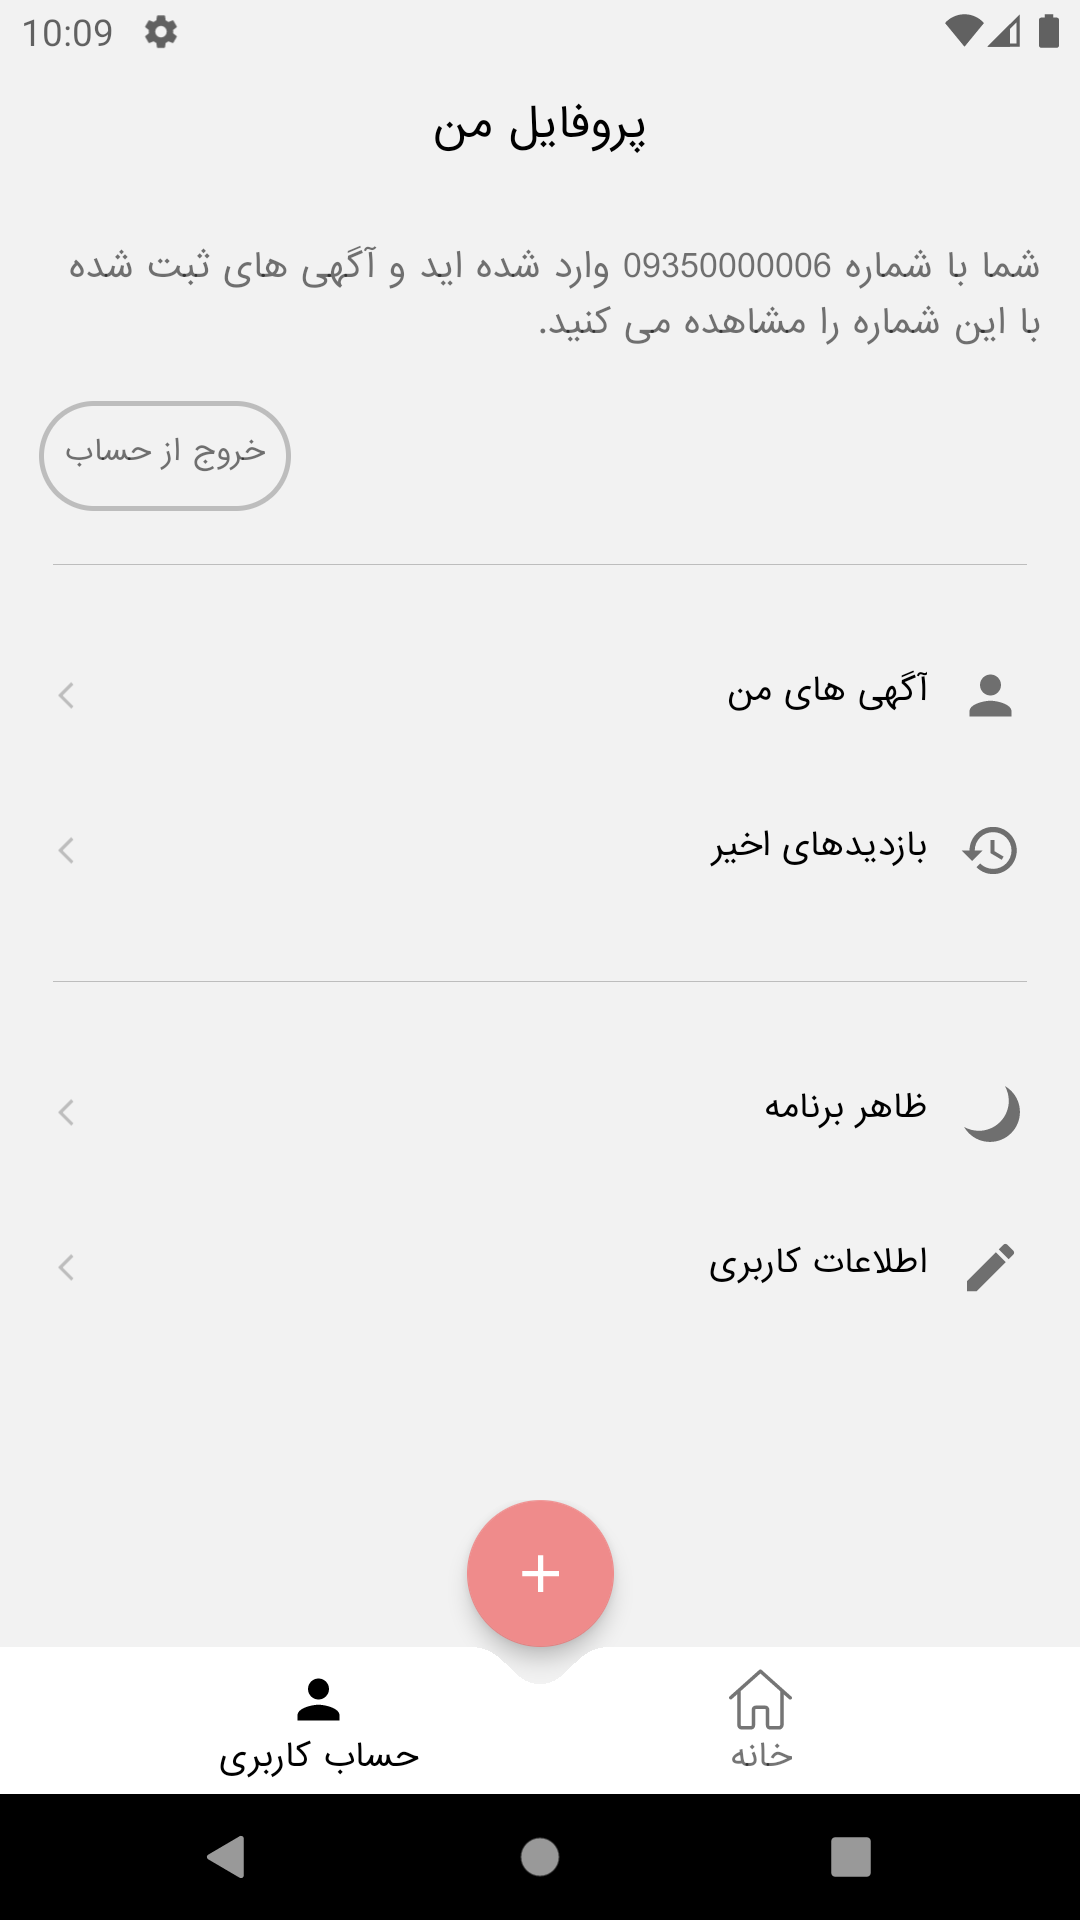 10:09
پروفایل من
شما با شماره 09350000006 وارد شده اید و آگهی های ثبت شده
با این شماره را مشاهده می کنید.
خروج از حساب
آگهی های من
بازدیدهای اخیر
ظاهر برنامه
اطلاعات کاربری
خانه
حساب کاربری